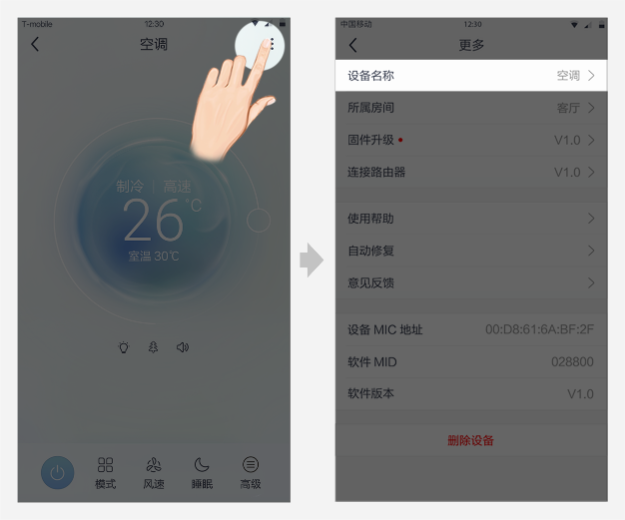 T-mobile 12:30
空调
制冷 | 高速
26℃
室温 30℃
模式 风速 睡眠 高级
中国移动 12:30
更多
设备名称 空调
所属房间 客厅
固件升级 V1.0
连接路由器 V1.0
使用帮助
自动修复
意见反馈
设备 MIC 地址 00:D8:61:6A:BF:2F
软件 MID 028800
软件版本 V1.0
删除设备